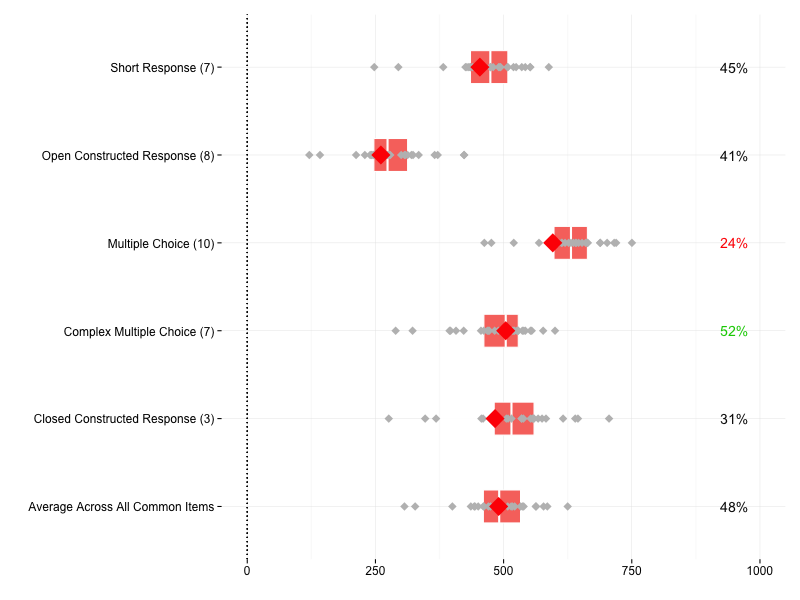 Short Response (7) 45%
Open Constructed Response (8) 41%
Multiple Choice (10) 24%
Complex Multiple Choice (7) 52%
Closed Constructed Response (3) 31%
Average Across All Common Items 48%
0 250 500 750 1000